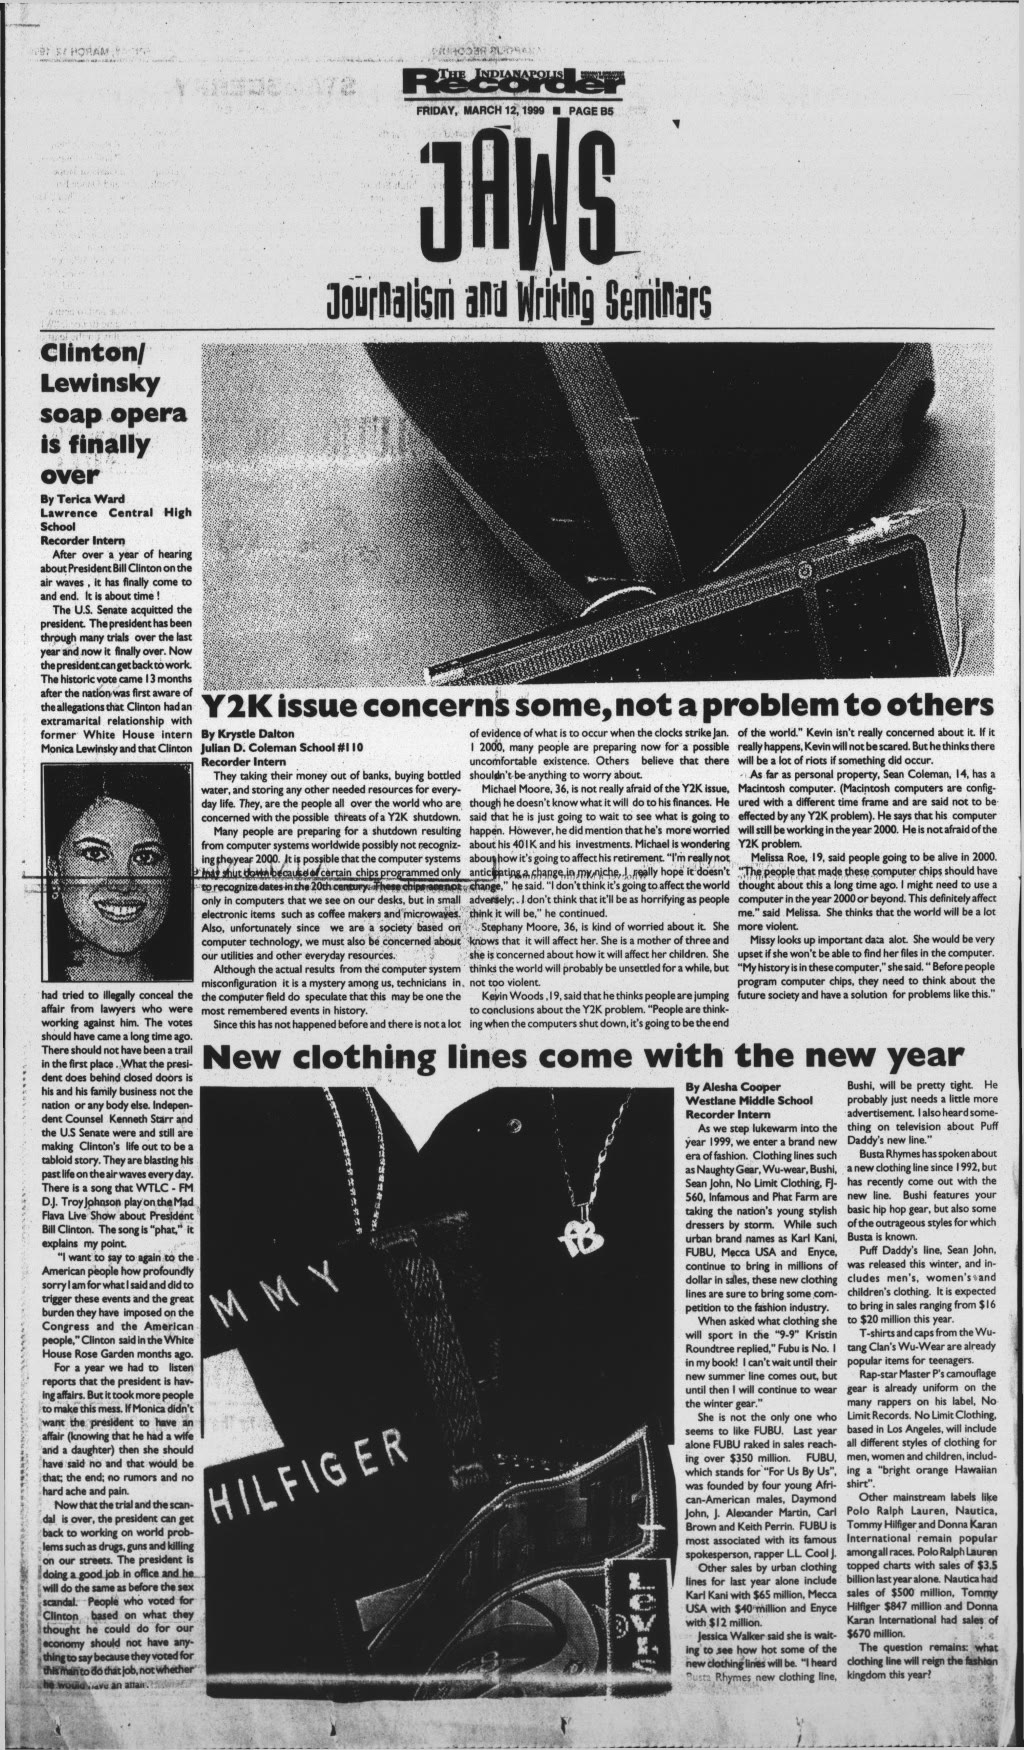 THE INDIANAPOLIS
Recorder
FRIDAY, MARCH 12, 1999 ■ PAGE B5
JAWS
Journalism and Writing Seminars
Clinton/
Lewinsky
soap opera
is finally
over
By Terica Ward
Lawrence Central High
School
Recorder Intern
After over a year of hearing
about President Bill Clinton on the
air waves , it has finally come to
and end. It is about time !
The U.S. Senate acquitted the
president. The president has been
through many trials over the last
year and now it finally over. Now
the president can get back to work.
The historic vote came 13 months
after the nation was first aware of
the allegations that Clinton had an
extramarital relationship with
former White House intern
Monica Lewinsky and that Clinton
had tried to illegally conceal the
affair from lawyers who were
working against him. The votes
should have came a long time ago.
There should not have been a trail
in the first place . What the presi-
dent does behind closed doors is
his and his family business not the
nation or any body else. Indepen-
dent Counsel Kenneth Starr and
the U.S Senate were and still are
making Clinton's life out to be a
tabloid story. They are blasting his
past life on the air waves every day.
There is a song that WTLC - FM
D.J. Troy Johnson play on the Mad
Flava Live Show about President
Bill Clinton. The song is "phat," it
explains my point.
"I want to say to again to the
American people how profoundly
sorry I am for what I said and did to
trigger these events and the great
burden they have imposed on the
Congress and the American
people," Clinton said in the White
House Rose Garden months ago.
For a year we had to listen
reports that the president is hav-
ing affairs. But it took more people
to make this mess. If Monica didn't
want the president to have an
affair (knowing that he had a wife
and a daughter) then she should
have said no and that would be
that; the end; no rumors and no
hard ache and pain.
Now that the trial and the scan-
dal is over, the president can get
back to working on world prob-
lems such as drugs, guns and killing
on our streets. The president is
doing a good job in office and he
will do the same as before the sex
scandal. People who voted for
Clinton based on what they
thought he could do for our
economy should not have any-
thing to say because they voted for
this man to do that job, not whether
he would have an affair.
Y2K issue concerns some, not a problem to others
By Krystle Dalton
Julian D. Coleman School #110
Recorder Intern
They taking their money out of banks, buying bottled
water, and storing any other needed resources for every-
day life. They, are the people all over the world who are
concerned with the possible threats of a Y2K shutdown.
Many people are preparing for a shutdown resulting
from computer systems worldwide possibly not recogniz-
ing the year 2000. It is possible that the computer systems
may shut down because of certain chips programmed only
to recognize dates in the 20th century. These chips are not
only in computers that we see on our desks, but in small
electronic items such as coffee makers and microwaves.
Also, unfortunately since we are a society based on
computer technology, we must also be concerned about
our utilities and other everyday resources.
Although the actual results from the computer system
misconfiguration it is a mystery among us, technicians in
the computer field do speculate that this may be one the
most remembered events in history.
Since this has not happened before and there is not a lot
of evidence of what is to occur when the clocks strike Jan.
1 2000, many people are preparing now for a possible
uncomfortable existence. Others believe that there
shouldn't be anything to worry about.
Michael Moore, 36, is not really afraid of the Y2K issue,
though he doesn't know what it will do to his finances. He
said that he is just going to wait to see what is going to
happen. However, he did mention that he's more worried
about his 401K and his investments. Michael is wondering
about how it's going to affect his retirement. "I'm really not
anticipating a change in my niche, I really hope it doesn't
change," he said. "I don't think it's going to affect the world
adversely; . I don't think that it'll be as horrifying as people
think it will be," he continued.
Stephany Moore, 36, is kind of worried about it. She
knows that it will affect her. She is a mother of three and
she is concerned about how it will affect her children. She
thinks the world will probably be unsettled for a while, but
not too violent.
Kevin Woods ,19, said that he thinks people are jumping
to conclusions about the Y2K problem. "People are think-
ing when the computers shut down, it's going to be the end
of the world." Kevin isn't really concerned about it. If it
really happens, Kevin will not be scared. But he thinks there
will be a lot of riots if something did occur.
As far as personal property, Sean Coleman, 14, has a
Macintosh computer. (Macintosh computers are config-
ured with a different time frame and are said not to be
effected by any Y2K problem). He says that his computer
will still be working in the year 2000. He is not afraid of the
Y2K problem.
Melissa Roe, 19, said people going to be alive in 2000.
"The people that made these computer chips should have
thought about this a long time ago. I might need to use a
computer in the year 2000 or beyond. This definitely affect
me." said Melissa. She thinks that the world will be a lot
more violent.
Missy looks up important data alot. She would be very
upset if she won't be able to find her files in the computer.
"My history is in these computer," she said. " Before people
program computer chips, they need to think about the
future society and have a solution for problems like this."
New clothing lines come with the new year
MMY
HILFIGER
fB
By Alesha Cooper
Westlane Middle School
Recorder Intern
As we step lukewarm into the
year 1999, we enter a brand new
era of fashion. Clothing lines such
as Naughty Gear, Wu-wear, Bushi,
Sean John, No Limit Clothing, FJ-
560, Infamous and Phat Farm are
taking the nation's young stylish
dressers by storm. While such
urban brand names as Karl Kani,
FUBU, Mecca USA and Enyce,
continue to bring in millions of
dollar in sales, these new clothing
lines are sure to bring some com-
petition to the fashion industry.
When asked what clothing she
will sport in the "9-9" Kristin
Roundtree replied," Fubu is No. 1
in my book! I can't wait until their
new summer line comes out, but
until then I will continue to wear
the winter gear."
She is not the only one who
seems to like FUBU. Last year
alone FUBU raked in sales reach-
ing over $350 million. FUBU,
which stands for "For Us By Us",
was founded by four young Afri-
can-American males, Daymond
John, J. Alexander Martin, Carl
Brown and Keith Perrin. FUBU is
most associated with its famous
spokesperson, rapper L.L. Cool J.
Other sales by urban clothing
lines for last year alone include
Karl Kani with $65 million, Mecca
USA with $40 million and Enyce
with $12 million.
Jessica Walker said she is wait-
ing to see how hot some of the
new clothing lines will be. "I heard
Busta Rhymes new clothing line,
Bushi, will be pretty tight. He
probably just needs a little more
advertisement. I also heard some-
thing on television about Puff
Daddy's new line."
Busta Rhymes has spoken about
a new clothing line since 1992, but
has recently come out with the
new line. Bushi features your
basic hip hop gear, but also some
of the outrageous styles for which
Busta is known.
Puff Daddy's line, Sean John,
was released this winter, and in-
cludes men's, women's and
children's clothing. It is expected
to bring in sales ranging from $16
to $20 million this year.
T-shirts and caps from the Wu-
tang Clan's Wu-Wear are already
popular items for teenagers.
Rap-star Master P's camouflage
gear is already uniform on the
many rappers on his label, No
Limit Records. No Limit Clothing,
based in Los Angeles, will include
all different styles of clothing for
men, women and children, includ-
ing a "bright orange Hawaiian
shirt".
Other mainstream labels like
Polo Ralph Lauren, Nautica,
Tommy Hilfiger and Donna Karan
International remain popular
among all races. Polo Ralph Lauren
topped charts with sales of $3.5
billion last year alone. Nautica had
sales of $500 million, Tommy
Hilfiger $847 million and Donna
Karan International had sales of
$670 million.
The question remains: what
clothing line will reign the fashion
kingdom this year?